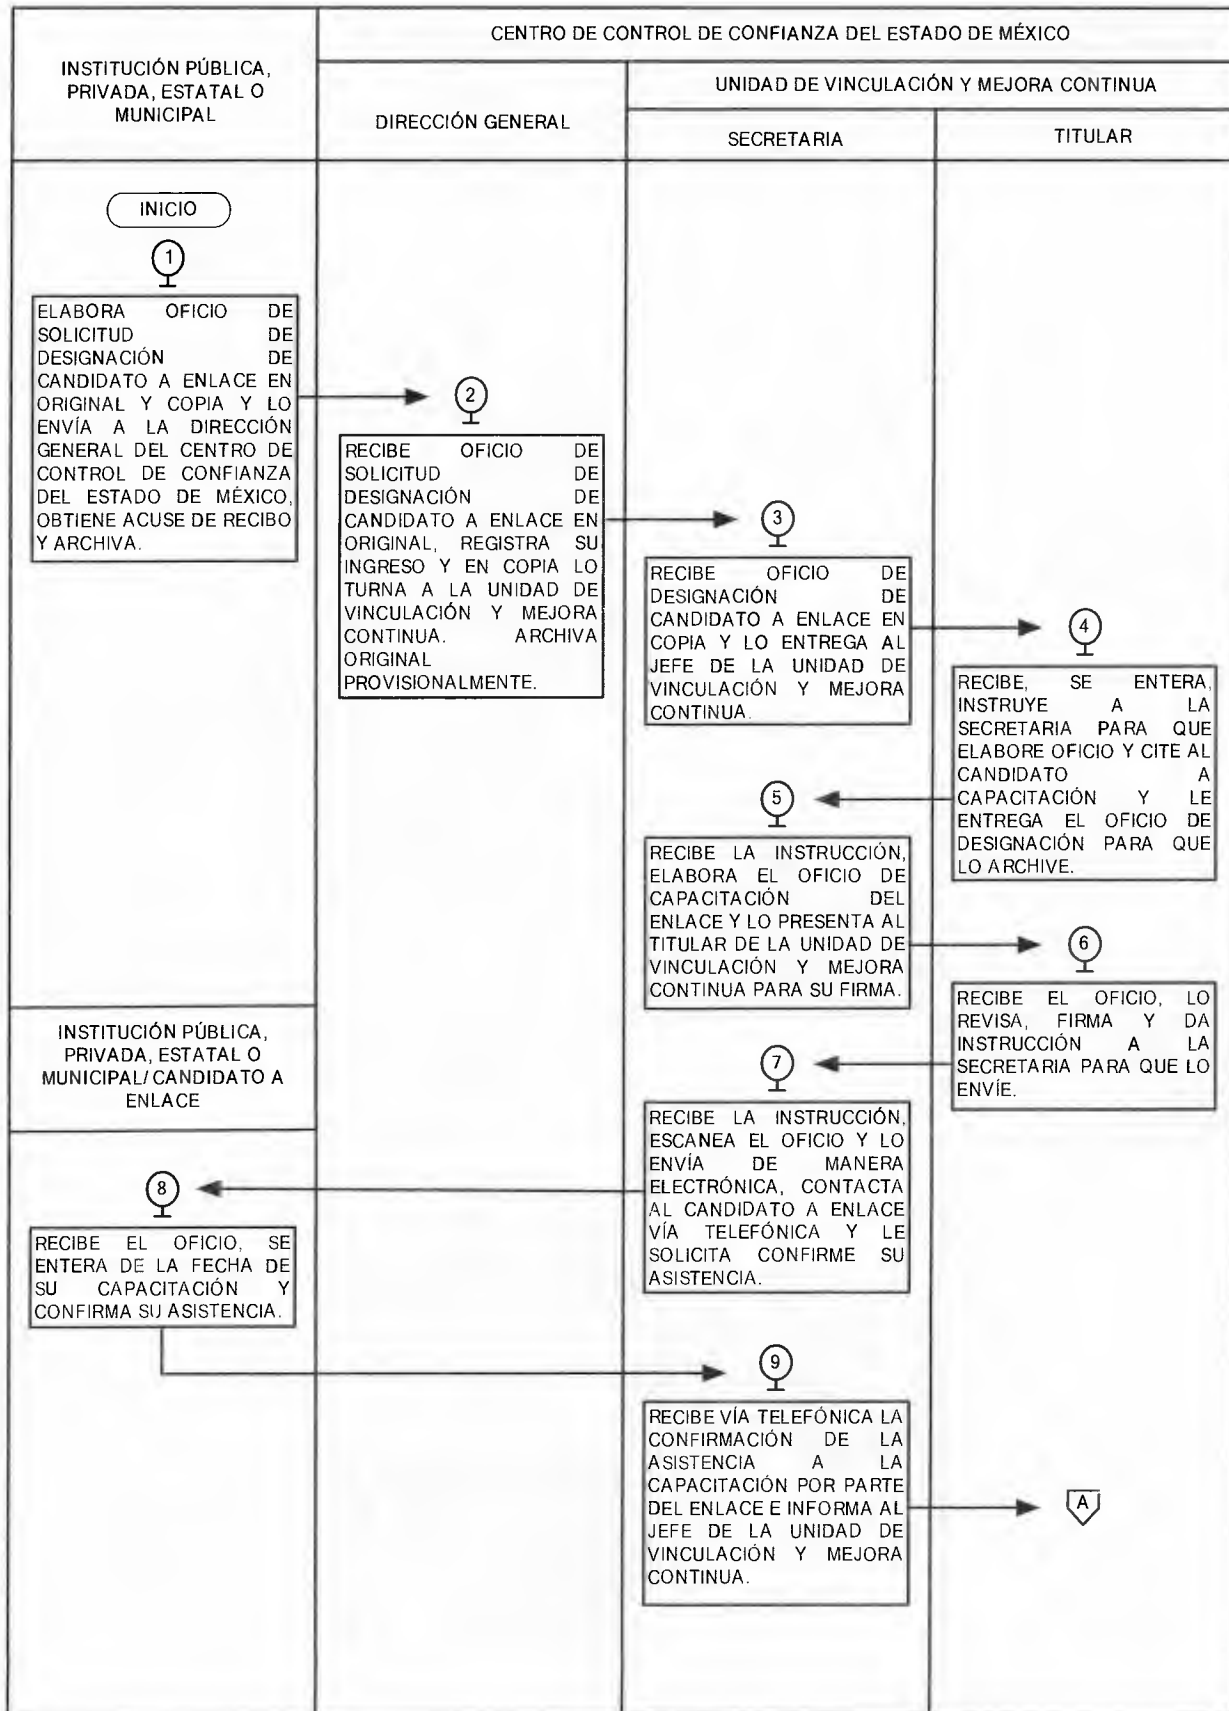 CENTRO DE CONTROL DE CONFIANZA DEL ESTADO DE MÉXICO
INSTITUCIÓN PÚBLICA,
PRIVADA, ESTATAL O
MUNICIPAL
DIRECCIÓN GENERAL
UNIDAD DE VINCULACIÓN Y MEJORA CONTINUA
SECRETARIA
TITULAR
INICIO
1
ELABORA OFICIO DE
SOLICITUD DE
DESIGNACIÓN DE
CANDIDATO A ENLACE EN
ORIGINAL Y COPIA Y LO
ENVÍA A LA DIRECCIÓN
GENERAL DEL CENTRO DE
CONTROL DE CONFIANZA
DEL ESTADO DE MÉXICO,
OBTIENE ACUSE DE RECIBO
Y ARCHIVA.
2
RECIBE OFICIO DE
SOLICITUD DE
DESIGNACIÓN DE
CANDIDATO A ENLACE EN
ORIGINAL, REGISTRA SU
INGRESO Y EN COPIA LO
TURNA A LA UNIDAD DE
VINCULACIÓN Y MEJORA
CONTINUA. ARCHIVA
ORIGINAL
PROVISIONALMENTE.
3
RECIBE OFICIO DE
DESIGNACIÓN DE
CANDIDATO A ENLACE EN
COPIA Y LO ENTREGA AL
JEFE DE LA UNIDAD DE
VINCULACIÓN Y MEJORA
CONTINUA.
4
RECIBE, SE ENTERA,
INSTRUYE A LA
SECRETARIA PARA QUE
ELABORE OFICIO Y CITE AL
CANDIDATO A
CAPACITACIÓN Y LE
ENTREGA EL OFICIO DE
DESIGNACIÓN PARA QUE
LO ARCHIVE.
5
RECIBE LA INSTRUCCIÓN,
ELABORA EL OFICIO DE
CAPACITACIÓN DEL
ENLACE Y LO PRESENTA AL
TITULAR DE LA UNIDAD DE
VINCULACIÓN Y MEJORA
CONTINUA PARA SU FIRMA.
6
RECIBE EL OFICIO, LO
REVISA, FIRMA Y DA
INSTRUCCIÓN A LA
SECRETARIA PARA QUE LO
ENVÍE.
INSTITUCIÓN PÚBLICA,
PRIVADA, ESTATAL O
MUNICIPAL/CANDIDATO A
ENLACE
7
RECIBE LA INSTRUCCIÓN,
ESCANEA EL OFICIO Y LO
ENVÍA DE MANERA
ELECTRÓNICA, CONTACTA
AL CANDIDATO A ENLACE
VÍA TELEFÓNICA Y LE
SOLICITA CONFIRME SU
ASISTENCIA.
8
RECIBE EL OFICIO, SE
ENTERA DE LA FECHA DE
SU CAPACITACIÓN Y
CONFIRMA SU ASISTENCIA.
9
RECIBE VÍA TELEFÓNICA LA
CONFIRMACIÓN DE LA
ASISTENCIA A LA
CAPACITACIÓN POR PARTE
DEL ENLACE E INFORMA AL
JEFE DE LA UNIDAD DE
VINCULACIÓN Y MEJORA
CONTINUA.
A